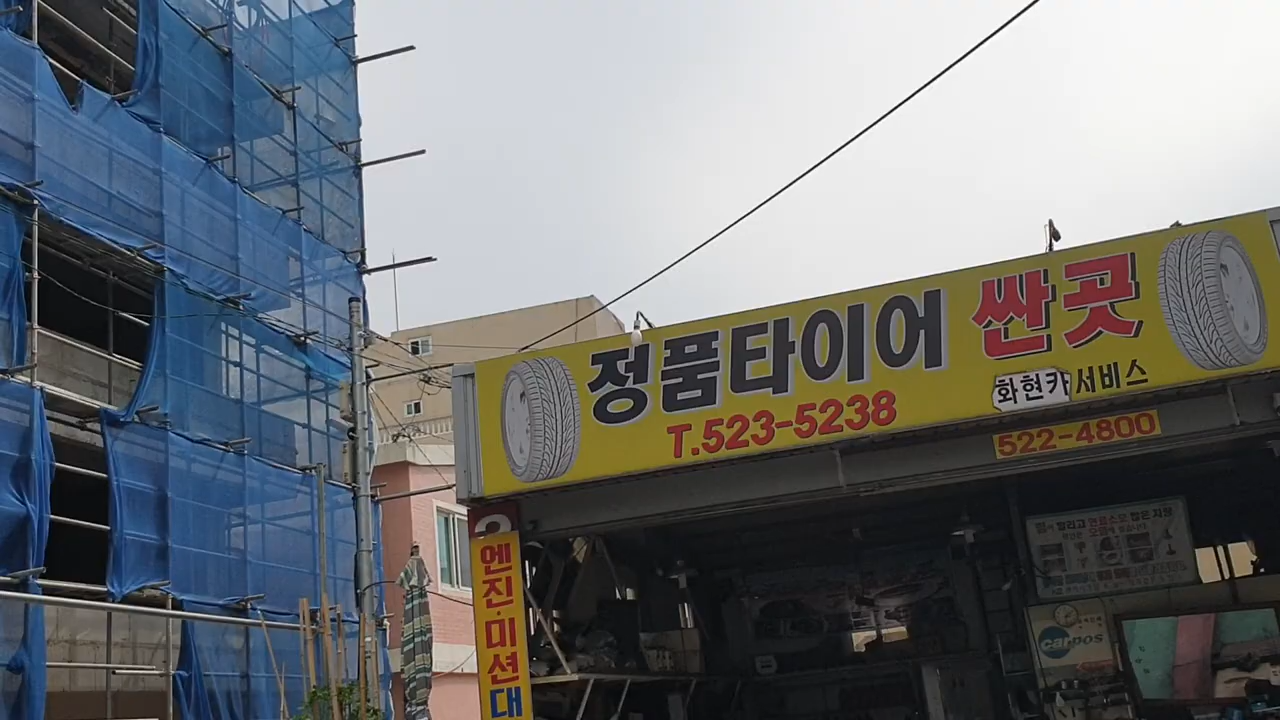 정품타이어 싼곳
T.523-5238
화현카서비스
522-4800
엔진·미션대
carpos